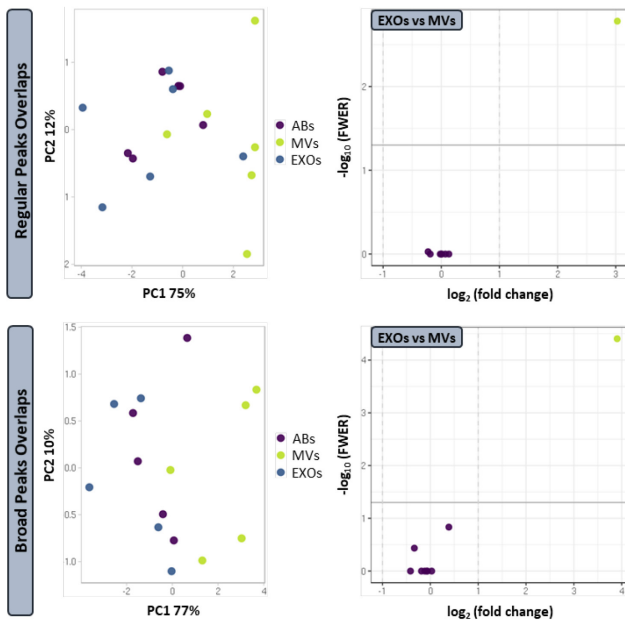 Regular Peaks Overlaps
PC2 12%
1
0
1
2
-4
-2
0
2
PC1 75%
ABs
MVs
EXOs
EXOs vs MVs
-log10 (FWER)
2
1
0
-1
0
1
2
3
log2 (fold change)
Broad Peaks Overlaps
PC2 10%
1.5
1.0
0.5
0.0
0.5
1.0
-2
0
2
4
PC1 77%
ABs
MVs
EXOs
EXOs vs MVs
-log10 (FWER)
4
3
2
1
0
-1
0
1
2
3
4
log2 (fold change)